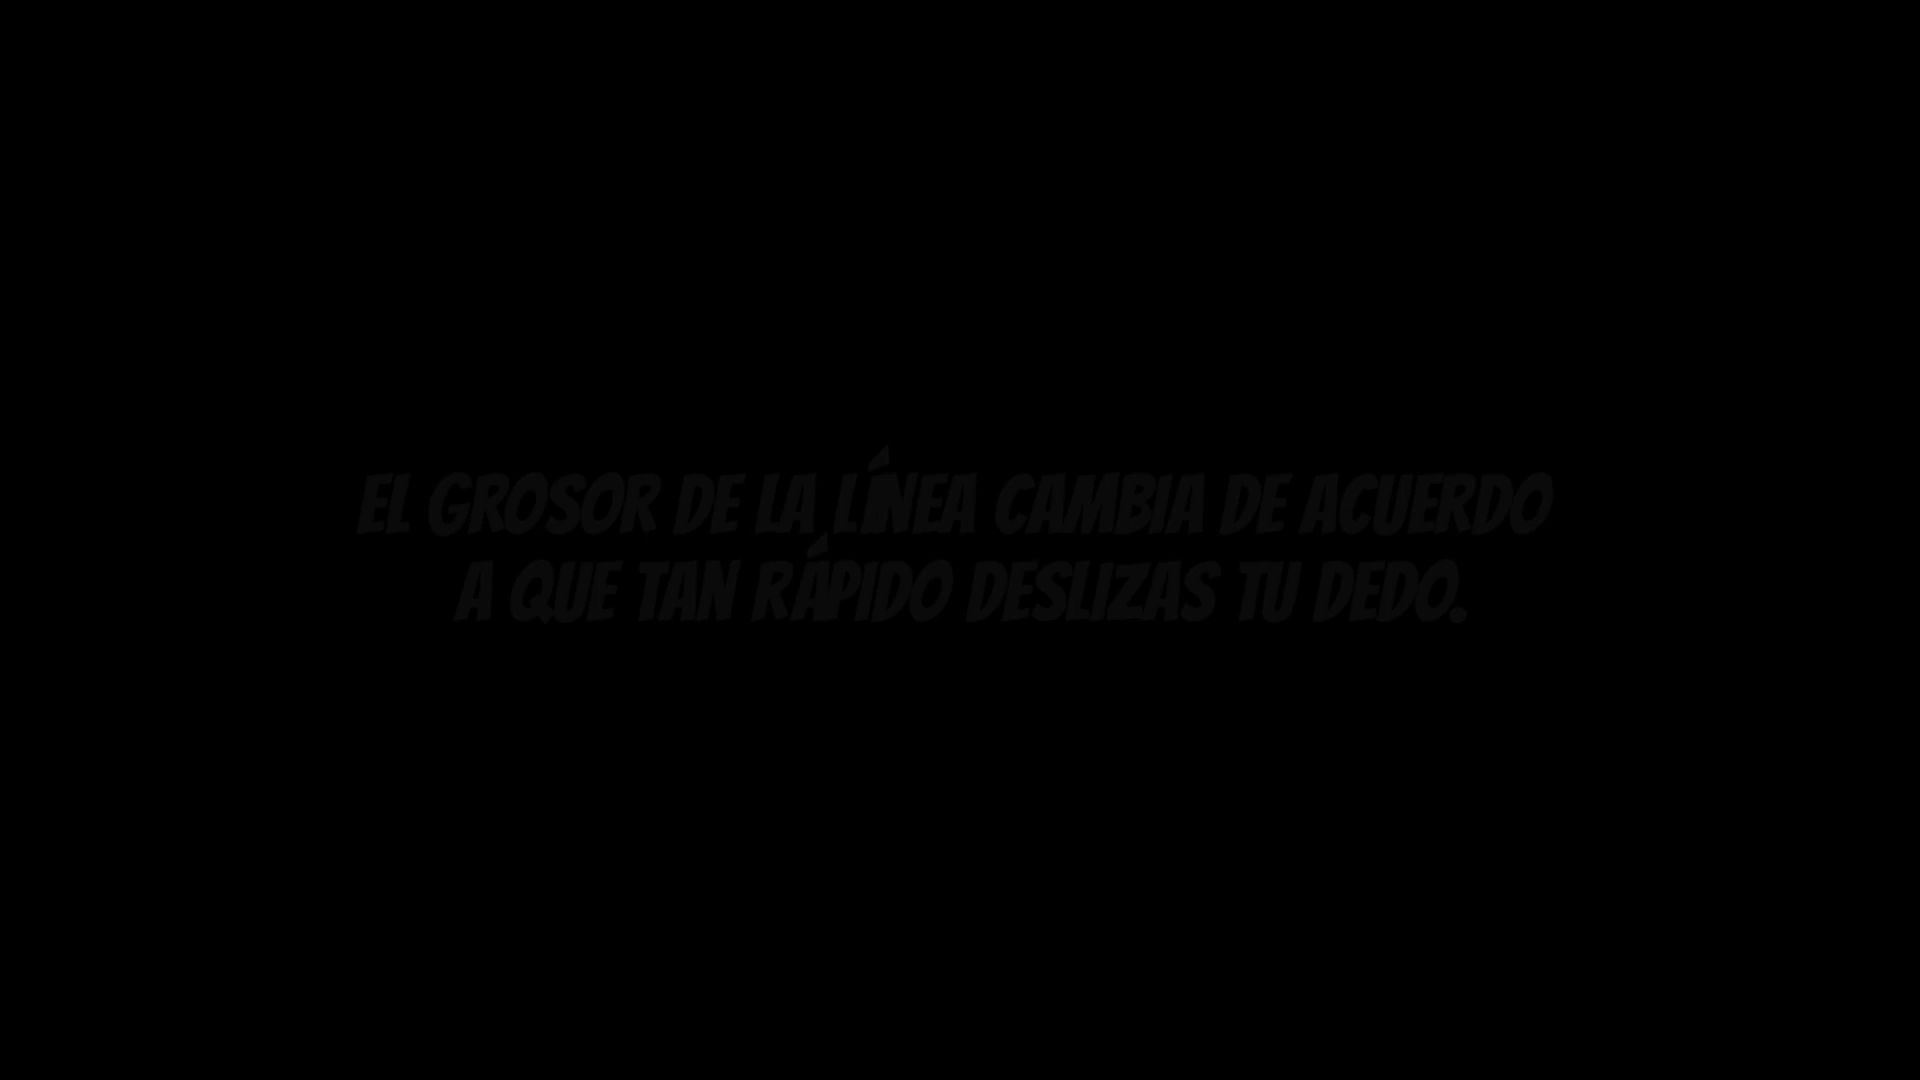 EL GROSOR DE LA LÍNEA CAMBIA DE ACUERDO
A QUE TAN RÁPIDO DESLIZAS TU DEDO.